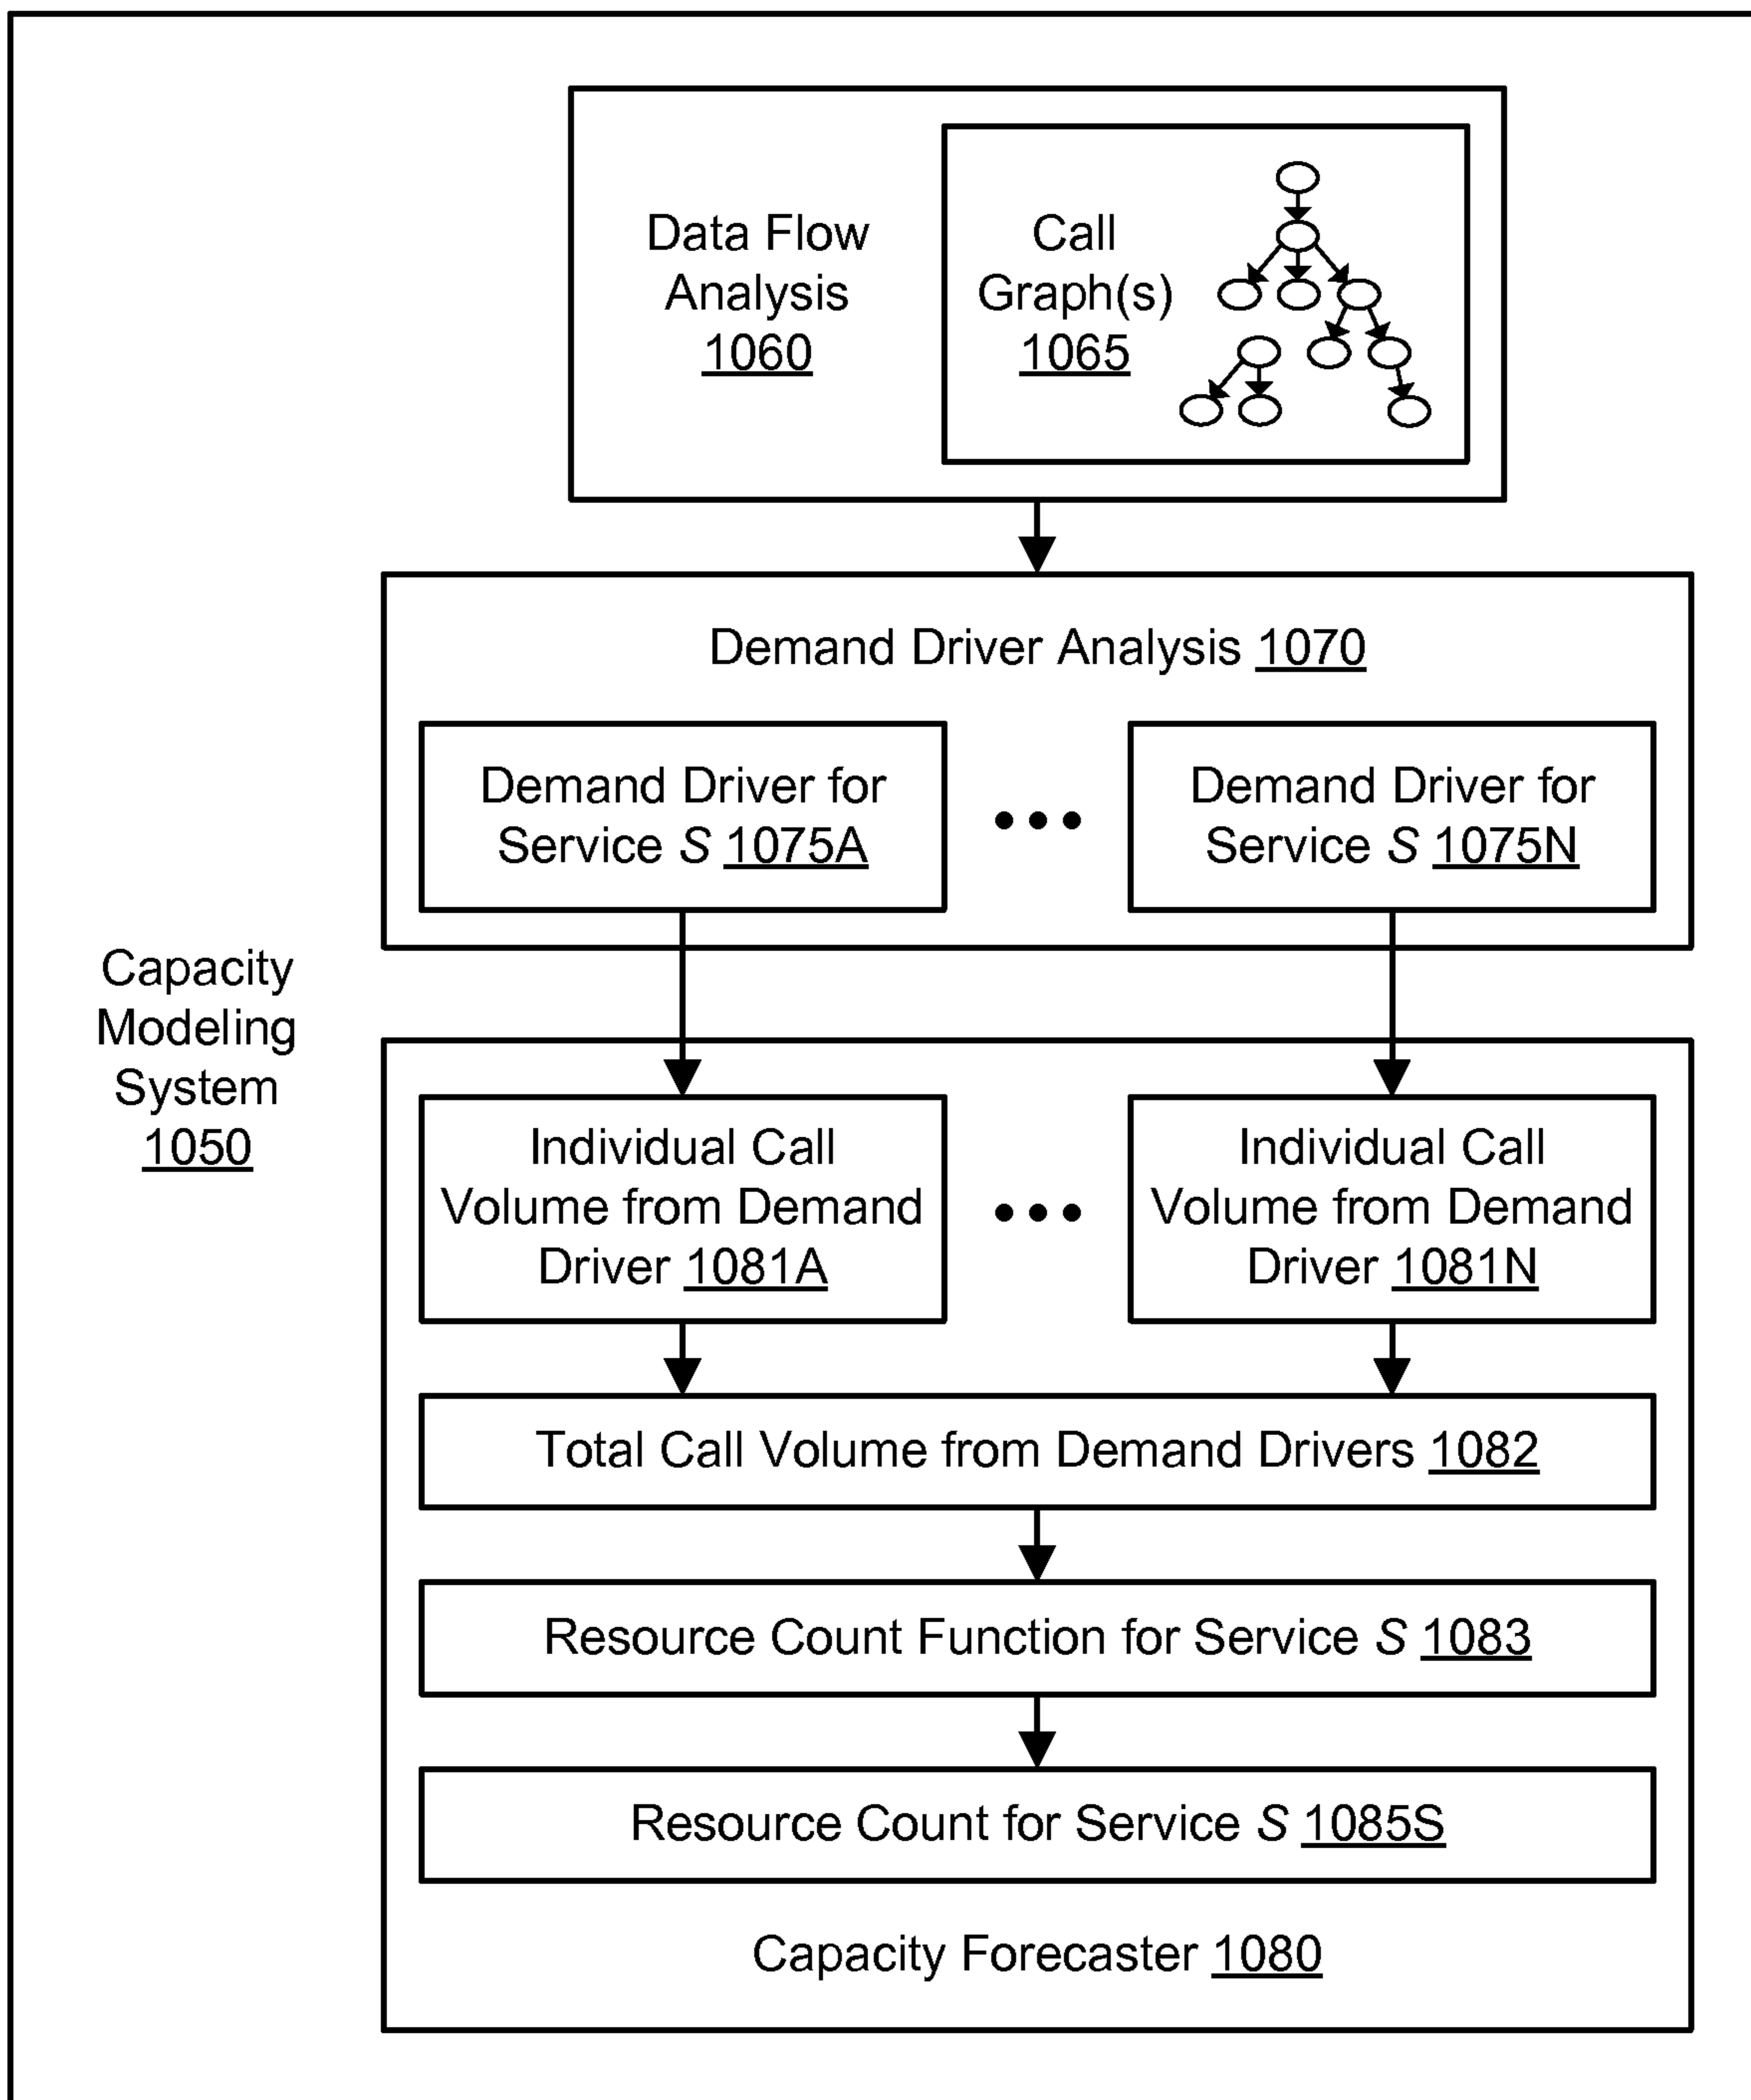 Data Flow
Analysis
1060
Call
Graph(s)
1065
Demand Driver Analysis 1070
Demand Driver for
Service S 1075A
Demand Driver for
Service S 1075N
Capacity
Modeling
System
1050
Individual Call
Volume from Demand
Driver 1081A
Individual Call
Volume from Demand
Driver 1081N
Total Call Volume from Demand Drivers 1082
Resource Count Function for Service S 1083
Resource Count for Service S 1085S
Capacity Forecaster 1080